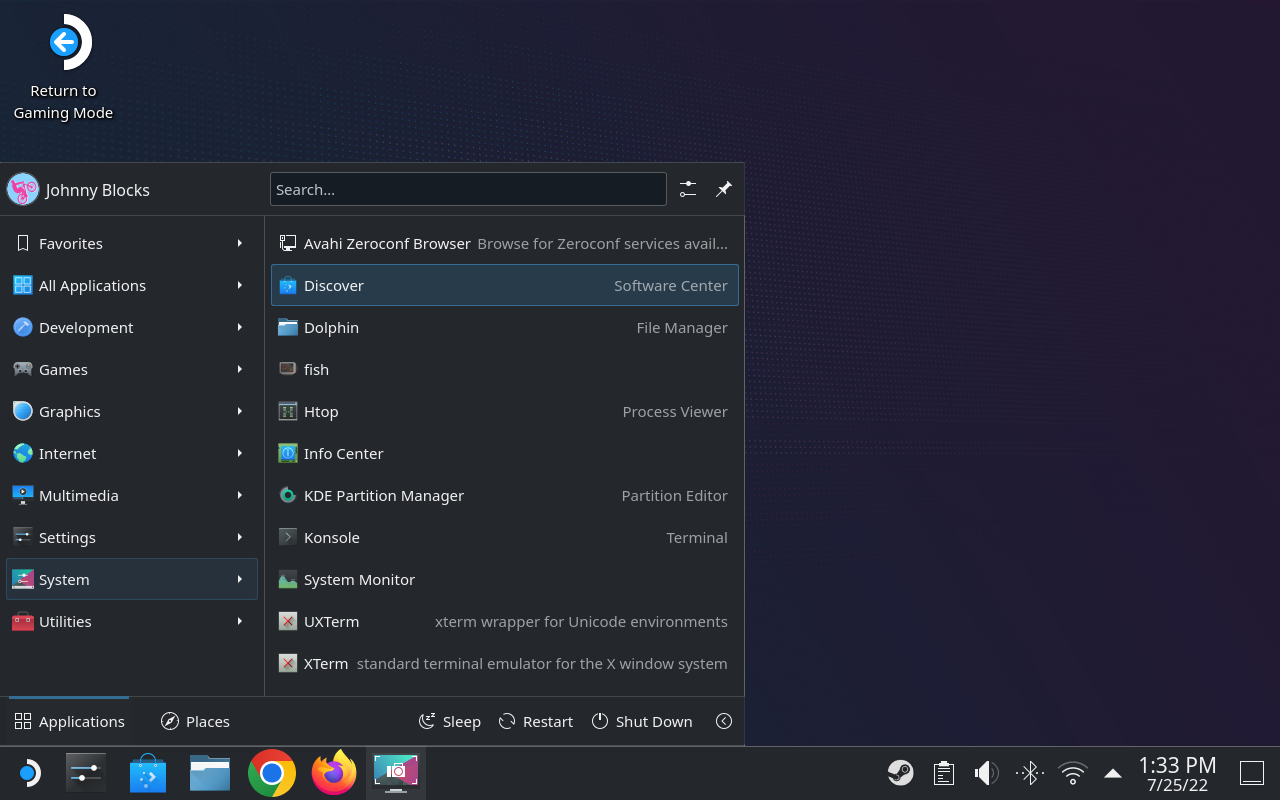 Return to
Gaming Mode
Johnny Blocks
Search...
Favorites
All Applications
Development
Games
Graphics
Internet
Multimedia
Settings
System
Utilities
Avahi Zeroconf Browser Browse for Zeroconf services avail...
Discover Software Center
Dolphin File Manager
fish
Htop Process Viewer
Info Center
KDE Partition Manager Partition Editor
Konsole Terminal
System Monitor
UXTerm xterm wrapper for Unicode environments
XTerm standard terminal emulator for the X window system
Applications Places Sleep Restart Shut Down
1:33 PM
7/25/22